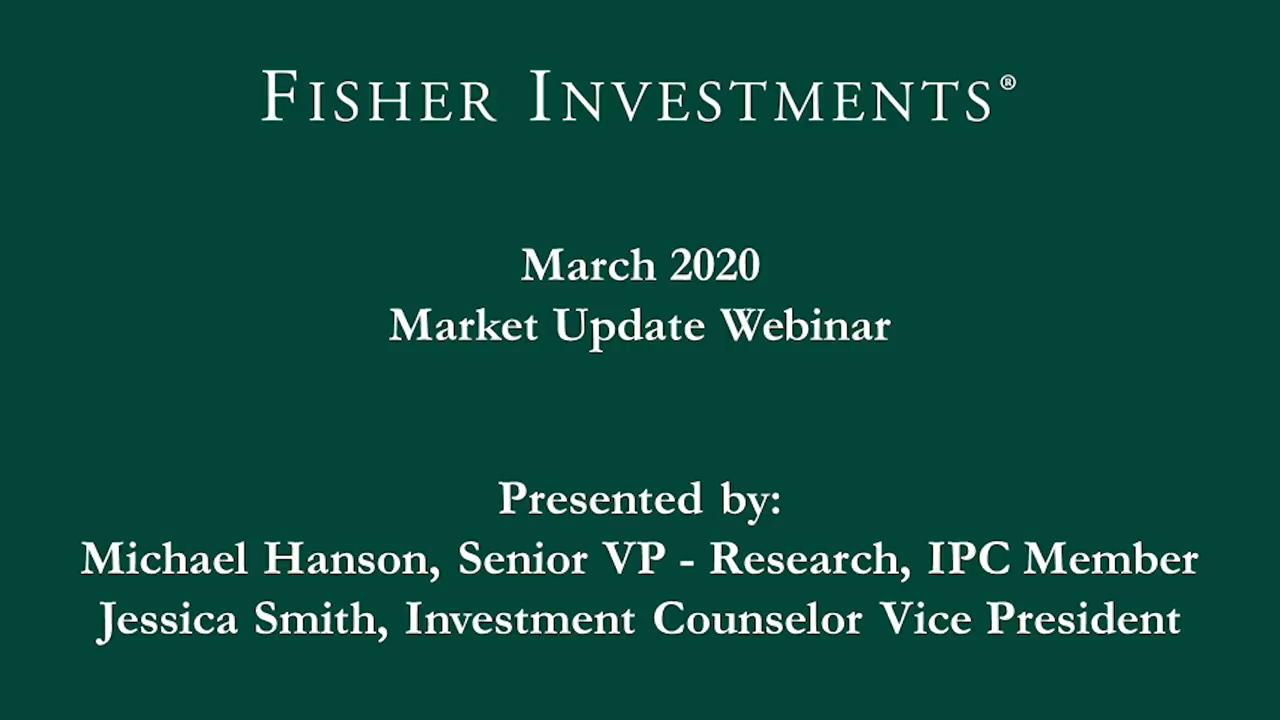 FISHER INVESTMENTS®
March 2020
Market Update Webinar
Presented by:
Michael Hanson, Senior VP - Research, IPC Member
Jessica Smith, Investment Counselor Vice President